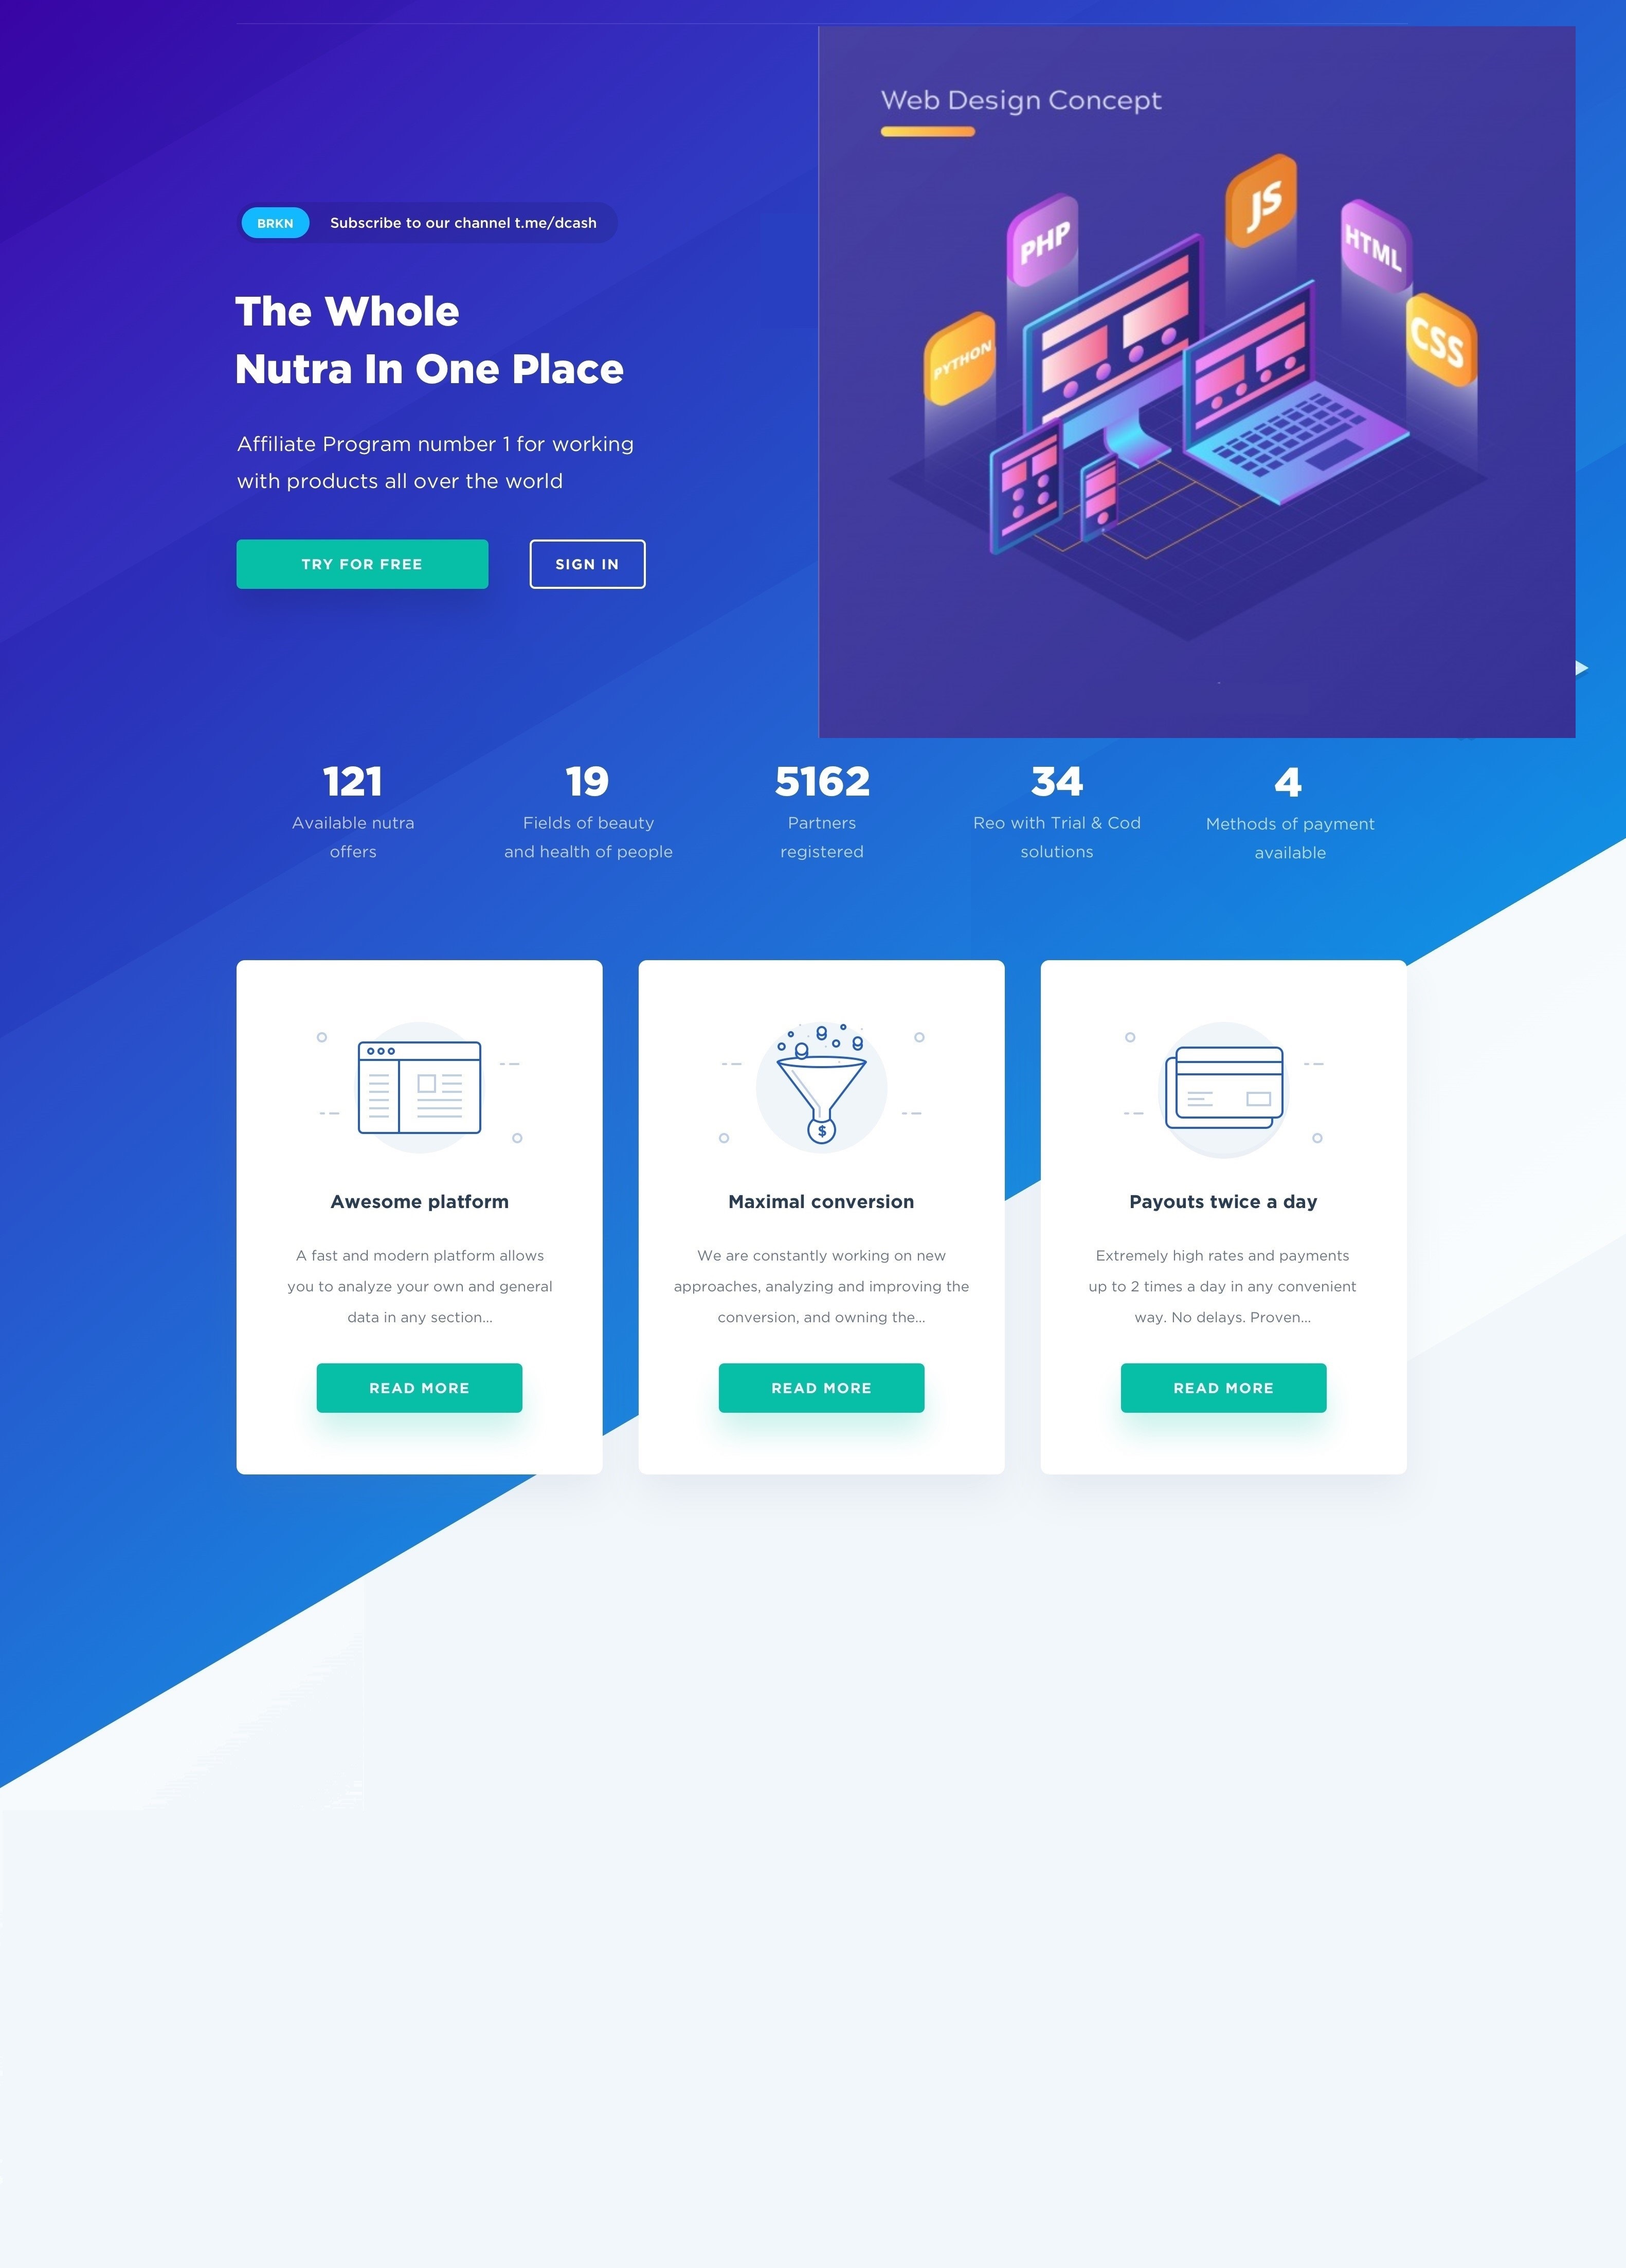 Web Design Concept
PHP
JS
HTML
PYTHON
CSS
BRKN
Subscribe to our channel t.me/dcash
The Whole
Nutra In One Place
Affiliate Program number 1 for working
with products all over the world
TRY FOR FREE
SIGN IN
121
Available nutra
offers
19
Fields of beauty
and health of people
5162
Partners
registered
34
Reo with Trial & Cod
solutions
4
Methods of payment
available
$
Awesome platform
A fast and modern platform allows
you to analyze your own and general
data in any section...
READ MORE
Maximal conversion
We are constantly working on new
approaches, analyzing and improving the
conversion, and owning the...
READ MORE
Payouts twice a day
Extremely high rates and payments
up to 2 times a day in any convenient
way. No delays. Proven...
READ MORE